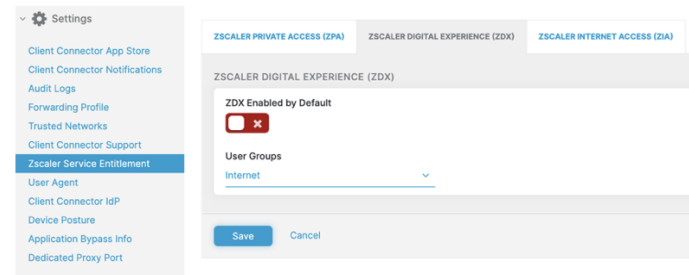 Settings
Client Connector App Store
Client Connector Notifications
Audit Logs
Forwarding Profile
Trusted Networks
Client Connector Support
Zscaler Service Entitlement
User Agent
Client Connector IdP
Device Posture
Application Bypass Info
Dedicated Proxy Port
ZSCALER PRIVATE ACCESS (ZPA) ZSCALER DIGITAL EXPERIENCE (ZDX) ZSCALER INTERNET ACCESS (ZIA)
ZSCALER DIGITAL EXPERIENCE (ZDX)
ZDX Enabled by Default
User Groups
Internet
Save Cancel